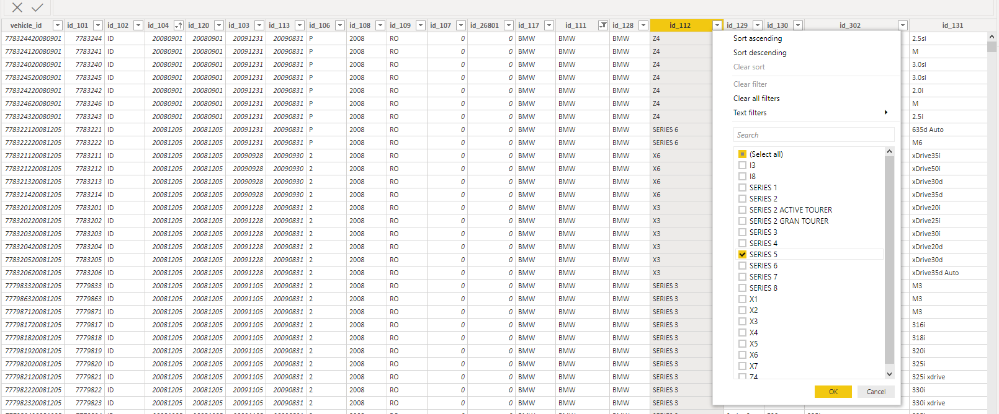 vehicle_id id_101 id_102 id_104 id_120 id_103 id_113 id_106 id_108 id_109 id_107 id_26801 id_117 id_111 id_128 id_112 id_129 id_130 id_302 id_131
778324420080901 7783244 ID 20080901 20080901 20091231 20090831 P 2008 RO 0 0 BMW BMW BMW Z4 2.5si
778324120080901 7783241 ID 20080901 20080901 20091231 20090831 P 2008 RO 0 0 BMW BMW BMW Z4 M
778324020080901 7783240 ID 20080901 20080901 20091231 20090831 P 2008 RO 0 0 BMW BMW BMW Z4 3.0si
778324520080901 7783245 ID 20080901 20080901 20091231 20090831 P 2008 RO 0 0 BMW BMW BMW Z4 3.0si
778324220080901 7783242 ID 20080901 20080901 20091231 20090831 P 2008 RO 0 0 BMW BMW BMW Z4 2.0i
778324620080901 7783246 ID 20080901 20080901 20091231 20090831 P 2008 RO 0 0 BMW BMW BMW Z4 M
778324320080901 7783243 ID 20080901 20080901 20091231 20090831 P 2008 RO 0 0 BMW BMW BMW Z4 2.5i
778322120081205 7783221 ID 20081205 20081205 20091231 20090831 P 2008 RO 0 0 BMW BMW BMW SERIES 6 635d Auto
778322220081205 7783222 ID 20081205 20081205 20091231 20090831 P 2008 RO 0 0 BMW BMW BMW SERIES 6 M6
778321120081205 7783211 ID 20081205 20081205 20090928 20090930 2 2008 RO 0 0 BMW BMW BMW X6 xDrive35i
778321220081205 7783212 ID 20081205 20081205 20090928 20090930 2 2008 RO 0 0 BMW BMW BMW X6 xDrive50i
778321320081205 7783213 ID 20081205 20081205 20090928 20090930 2 2008 RO 0 0 BMW BMW BMW X6 xDrive30d
778321420081205 7783214 ID 20081205 20081205 20090928 20090930 2 2008 RO 0 0 BMW BMW BMW X6 xDrive35d
778320120081205 7783201 ID 20081205 20081205 20091228 20090831 2 2008 RO 0 0 BMW BMW BMW X3 xDrive20i
778320220081205 7783202 ID 20081205 20081205 20091228 20090831 2 2008 RO 0 0 BMW BMW BMW X3 xDrive25i
778320320081205 7783203 ID 20081205 20081205 20091228 20090831 2 2008 RO 0 0 BMW BMW BMW X3 xDrive30i
778320420081205 7783204 ID 20081205 20081205 20091228 20090831 2 2008 RO 0 0 BMW BMW BMW X3 xDrive20d
778320520081205 7783205 ID 20081205 20081205 20091228 20090831 2 2008 RO 0 0 BMW BMW BMW X3 xDrive30d
778320620081205 7783206 ID 20081205 20081205 20091228 20090831 2 2008 RO 0 0 BMW BMW BMW X3 xDrive35d Auto
777983320081205 7779833 ID 20081205 20081205 20091105 20090831 2 2008 RO 0 0 BMW BMW BMW SERIES 3 M3
777986320081205 7779863 ID 20081205 20081205 20091105 20090831 2 2008 RO 0 0 BMW BMW BMW SERIES 3 M3
777987120081205 7779871 ID 20081205 20081205 20091105 20090831 2 2008 RO 0 0 BMW BMW BMW SERIES 3 M3
777981720081205 7779817 ID 20081205 20081205 20091105 20090831 2 2008 RO 0 0 BMW BMW BMW SERIES 3 316i
777981820081205 7779818 ID 20081205 20081205 20091105 20090831 2 2008 RO 0 0 BMW BMW BMW SERIES 3 318i
777981920081205 7779819 ID 20081205 20081205 20091105 20090831 2 2008 RO 0 0 BMW BMW BMW SERIES 3 320i
777982020081205 7779820 ID 20081205 20081205 20091105 20090831 2 2008 RO 0 0 BMW BMW BMW SERIES 3 325i
777982120081205 7779821 ID 20081205 20081205 20091105 20090831 2 2008 RO 0 0 BMW BMW BMW SERIES 3 325i xdrive
777982220081205 7779822 ID 20081205 20081205 20091105 20090831 2 2008 RO 0 0 BMW BMW BMW SERIES 3 330i
777982320081205 7779823 ID 20081205 20081205 20091105 20090831 2 2008 RO 0 0 BMW BMW BMW SERIES 3 330i xdrive
Sort ascending
Sort descending
Clear sort
Clear filter
Clear all filters
Text filters
Search
(Select all)
I3
I8
SERIES 1
SERIES 2
SERIES 2 ACTIVE TOURER
SERIES 2 GRAN TOURER
SERIES 3
SERIES 4
SERIES 5
SERIES 6
SERIES 7
SERIES 8
X1
X2
X3
X4
X5
X6
X7
Z4
OK Cancel